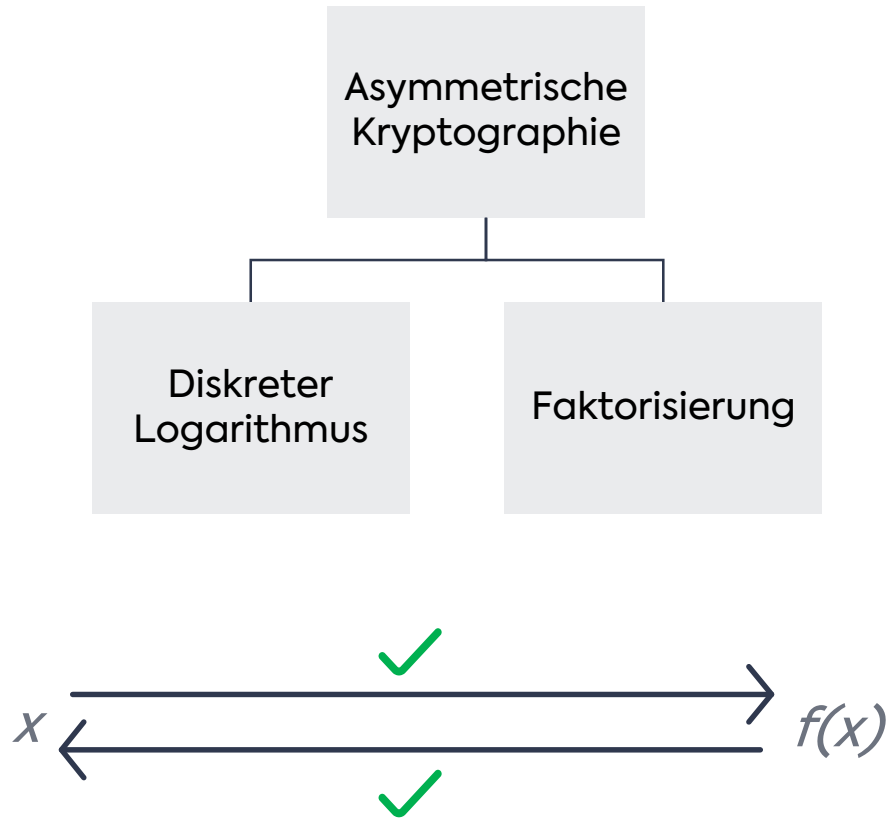 Asymmetrische
Kryptographie
Diskreter
Logarithmus
Faktorisierung
x
f(x)